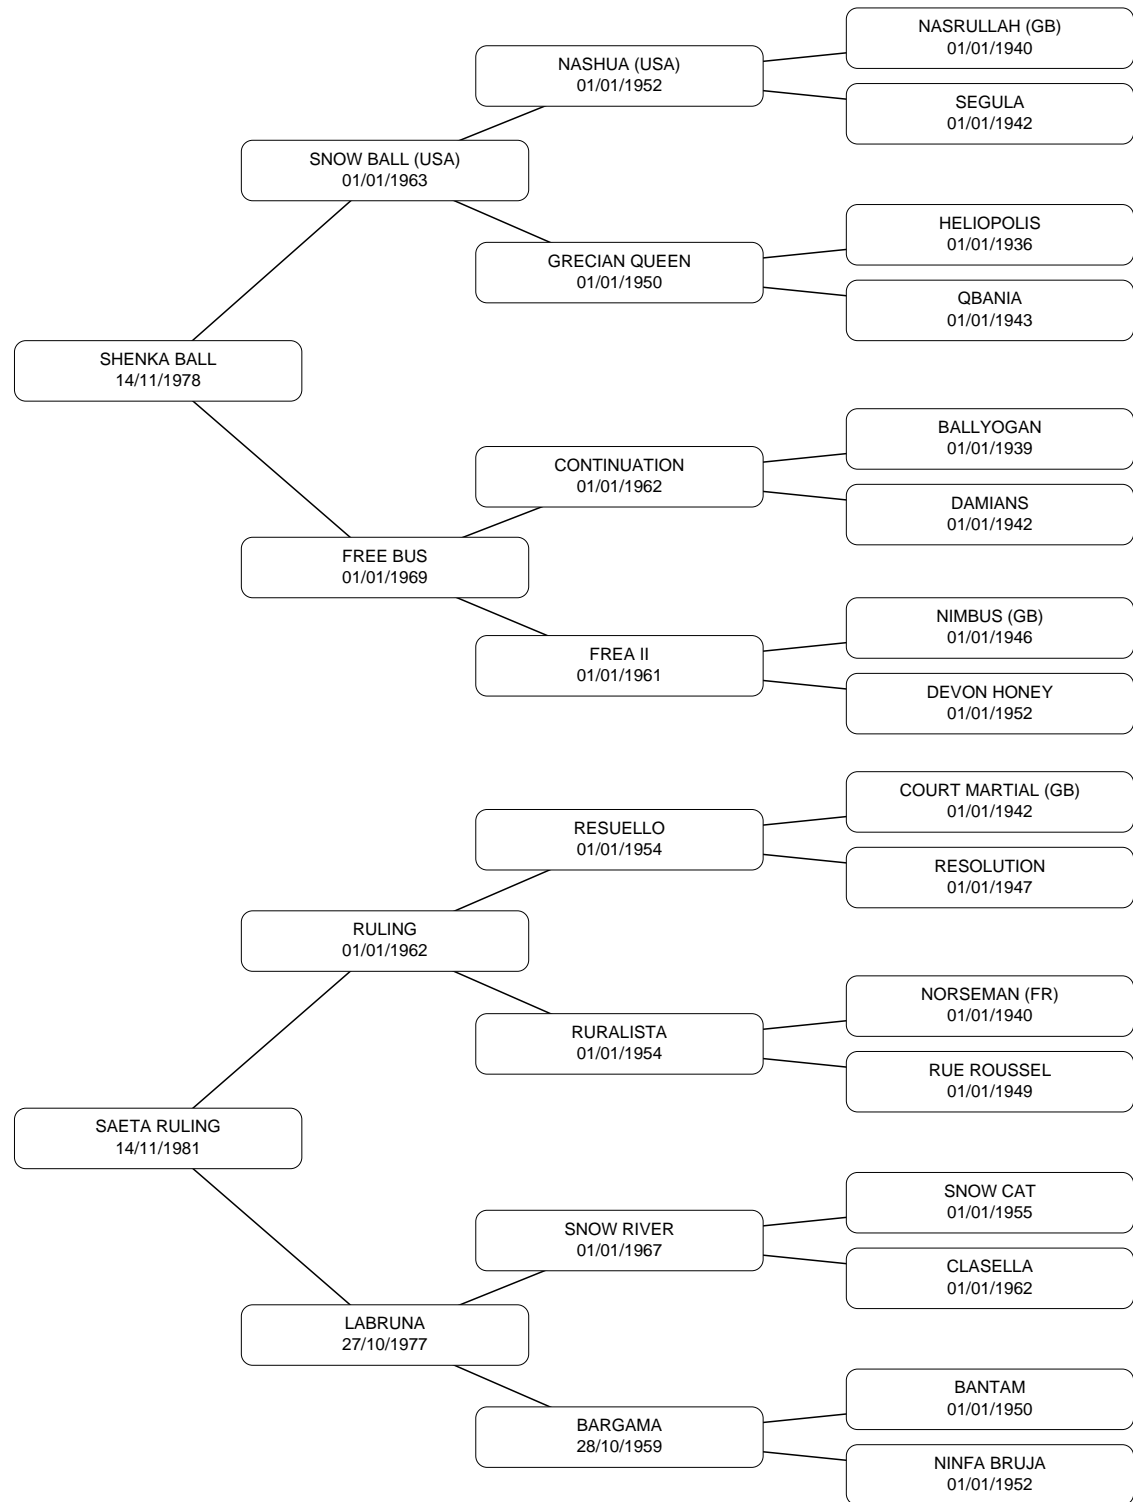 NASRULLAH (GB)
01/01/1940
NASHUA (USA)
01/01/1952
SEGULA
01/01/1942
SNOW BALL (USA)
01/01/1963
HELIOPOLIS
01/01/1936
GRECIAN QUEEN
01/01/1950
QBANIA
01/01/1943
SHENKA BALL
14/11/1978
BALLYOGAN
01/01/1939
CONTINUATION
01/01/1962
DAMIANS
01/01/1942
FREE BUS
01/01/1969
NIMBUS (GB)
01/01/1946
FREA II
01/01/1961
DEVON HONEY
01/01/1952
COURT MARTIAL (GB)
01/01/1942
RESUELLO
01/01/1954
RESOLUTION
01/01/1947
RULING
01/01/1962
NORSEMAN (FR)
01/01/1940
RURALISTA
01/01/1954
RUE ROUSSEL
01/01/1949
SAETA RULING
14/11/1981
SNOW CAT
01/01/1955
SNOW RIVER
01/01/1967
CLASELLA
01/01/1962
LABRUNA
27/10/1977
BANTAM
01/01/1950
BARGAMA
28/10/1959
NINFA BRUJA
01/01/1952